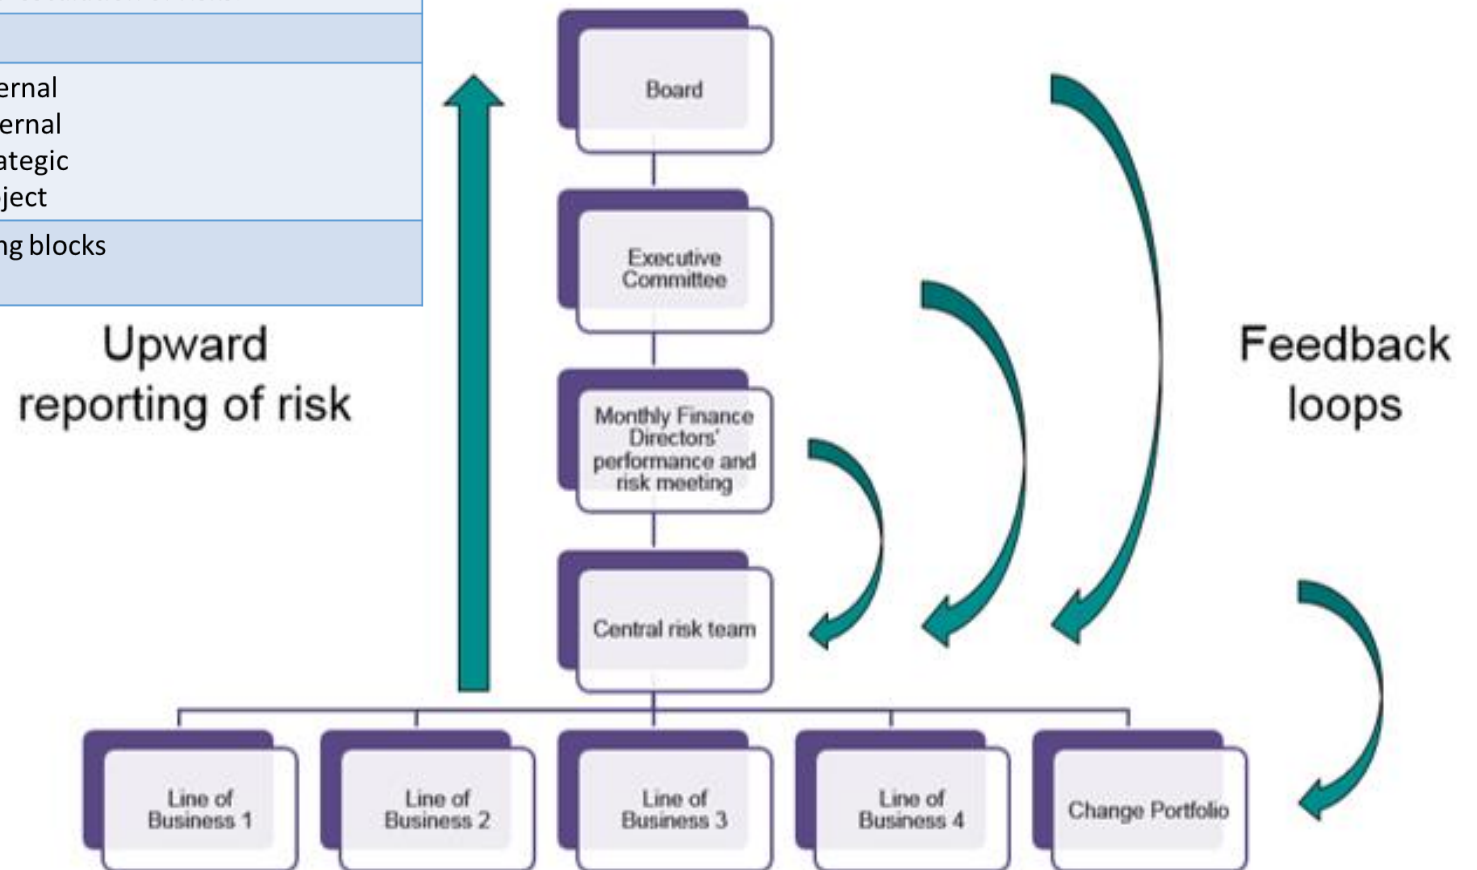 ernal
ernal
ategic
ject
ng blocks
Upward
reporting of risk
Board
Executive
Committee
Monthly Finance
Directors'
performance and
risk meeting
Central risk team
Line of
Business 1
Line of
Business 2
Line of
Business 3
Line of
Business 4
Change Portfolio
Feedback
loops